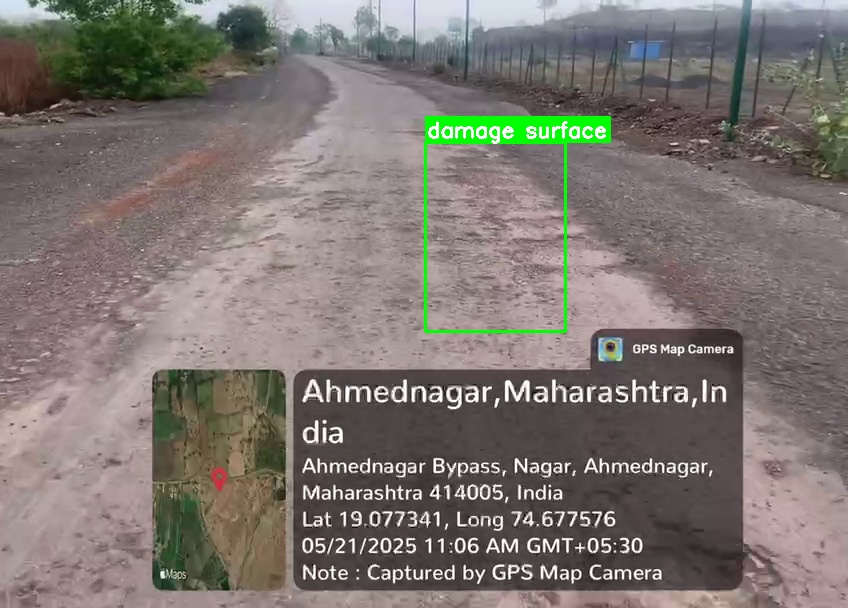 damage surface
GPS Map Camera
Ahmednagar,Maharashtra,In
dia
Ahmednagar Bypass, Nagar, Ahmednagar,
Maharashtra 414005, India
Lat 19.077341, Long 74.677576
05/21/2025 11:06 AM GMT+05:30
Note : Captured by GPS Map Camera
Maps